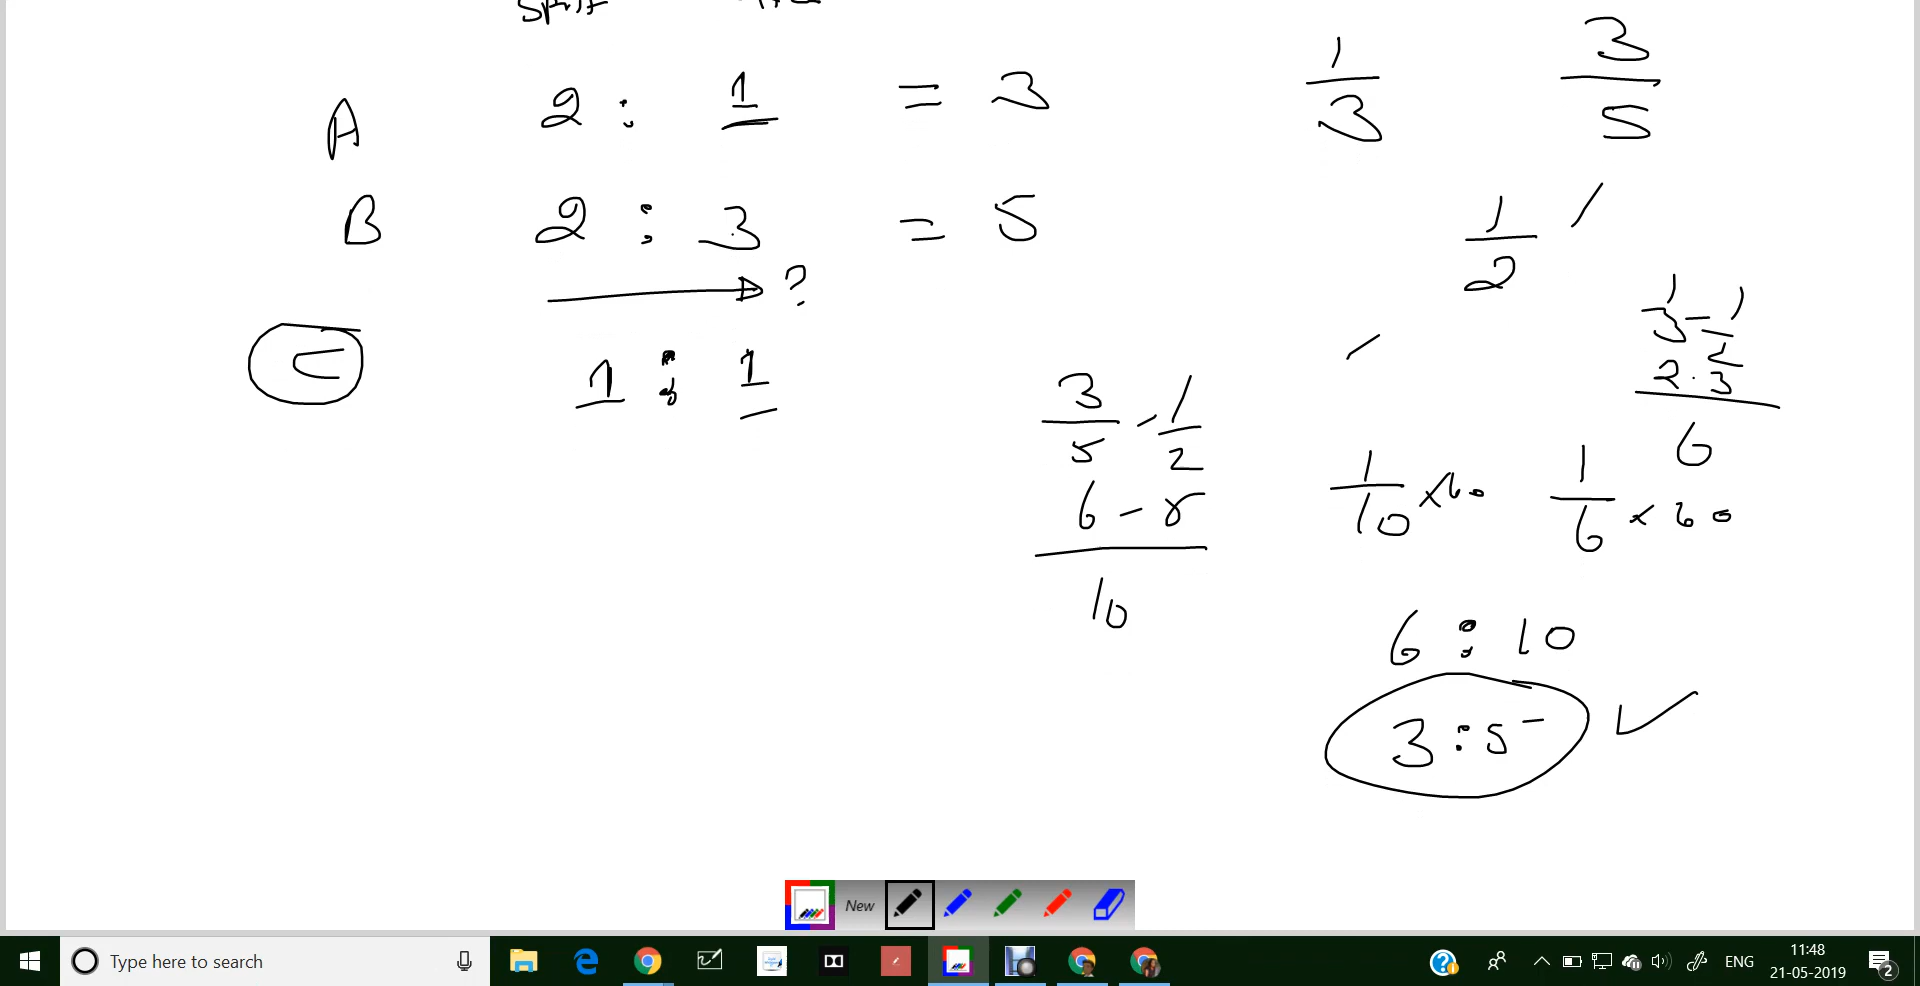 A 2 : 1 = 3
1/3 3/5
B 2 : 3 = 5
1/2
?
C 1 : 1
3/5 - 1/2
1/3 - 1/2
2 . 3
6
6 - 5
10
1/10 x60 1/6 x 60
6 : 10
3 : 5
New
Type here to search
ENG
11:48
21-05-2019
2